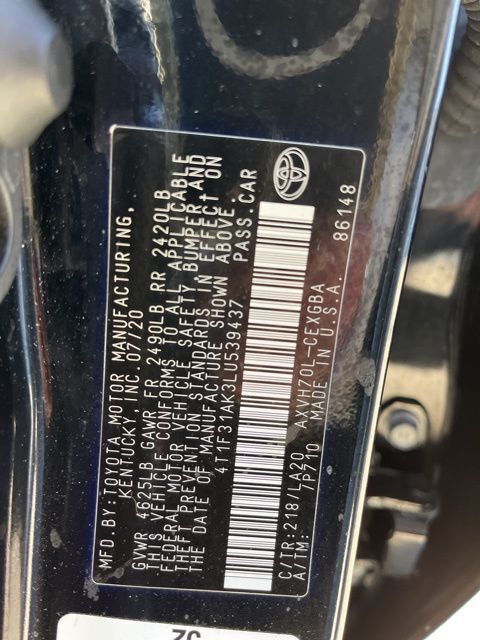 MFD.BY:TOYOTA MOTOR MANUFACTURING,
KENTUCKY, INC. 07/20
GVWR 4625LB GAWR FR 2490LB RR 2420LB
THIS VEHICLE CONFORMS TO ALL APPLICABLE
FEDERAL MOTOR VEHICLE SAFETY, BUMPER, AND
THEFT PREVENTION STANDARDS IN EFFECT ON
THE DATE OF MANUFACTURE SHOWN ABOVE.
4T1F31AK3LU539437 PASS.CAR
C/TR:218/LA20 AXVH70L-CEXGBA
A/TM: -/P710 MADE IN U.S.A. 86148